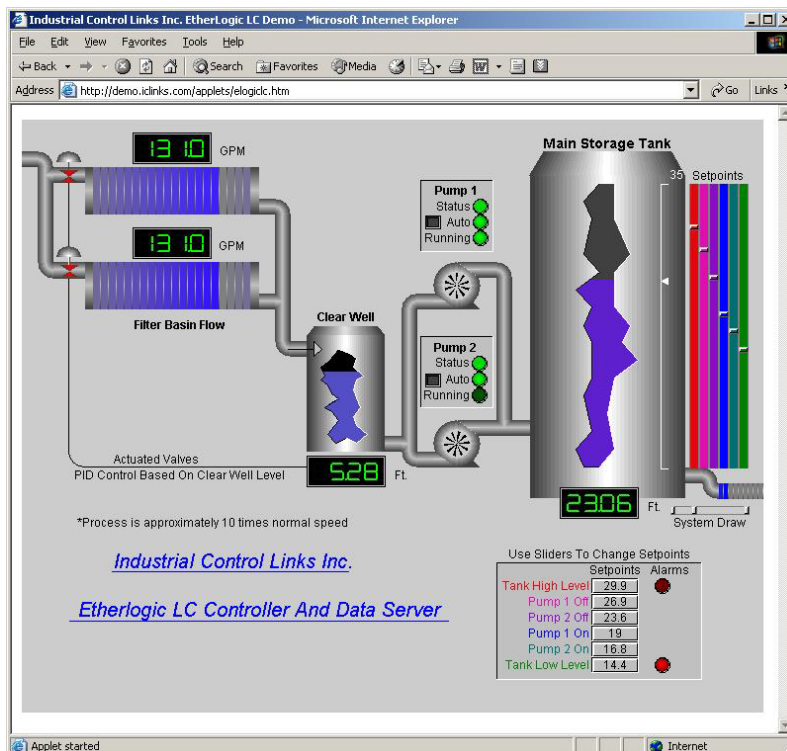 Industrial Control Links Inc. EtherLogic LC Demo - Microsoft Internet Explorer
File Edit View Favorites Tools Help
Back Search Favorites Media
Address http://demo.iclinks.com/applets/elogiclc.htm Go Links
131.0 GPM
Main Storage Tank
35 Setpoints
Pump 1
Status
Auto
Running
131.0 GPM
Filter Basin Flow
Clear Well
Pump 2
Status
Auto
Running
Actuated Valves
PID Control Based On Clear Well Level
5.28 Ft.
23.06 Ft.
System Draw
*Process is approximately 10 times normal speed
Industrial Control Links Inc.
Etherlogic LC Controller And Data Server
Use Sliders To Change Setpoints
Setpoints Alarms
Tank High Level 29.9
Pump 1 Off 26.9
Pump 2 Off 23.6
Pump 1 On 19
Pump 2 On 16.8
Tank Low Level 14.4
Applet started Internet